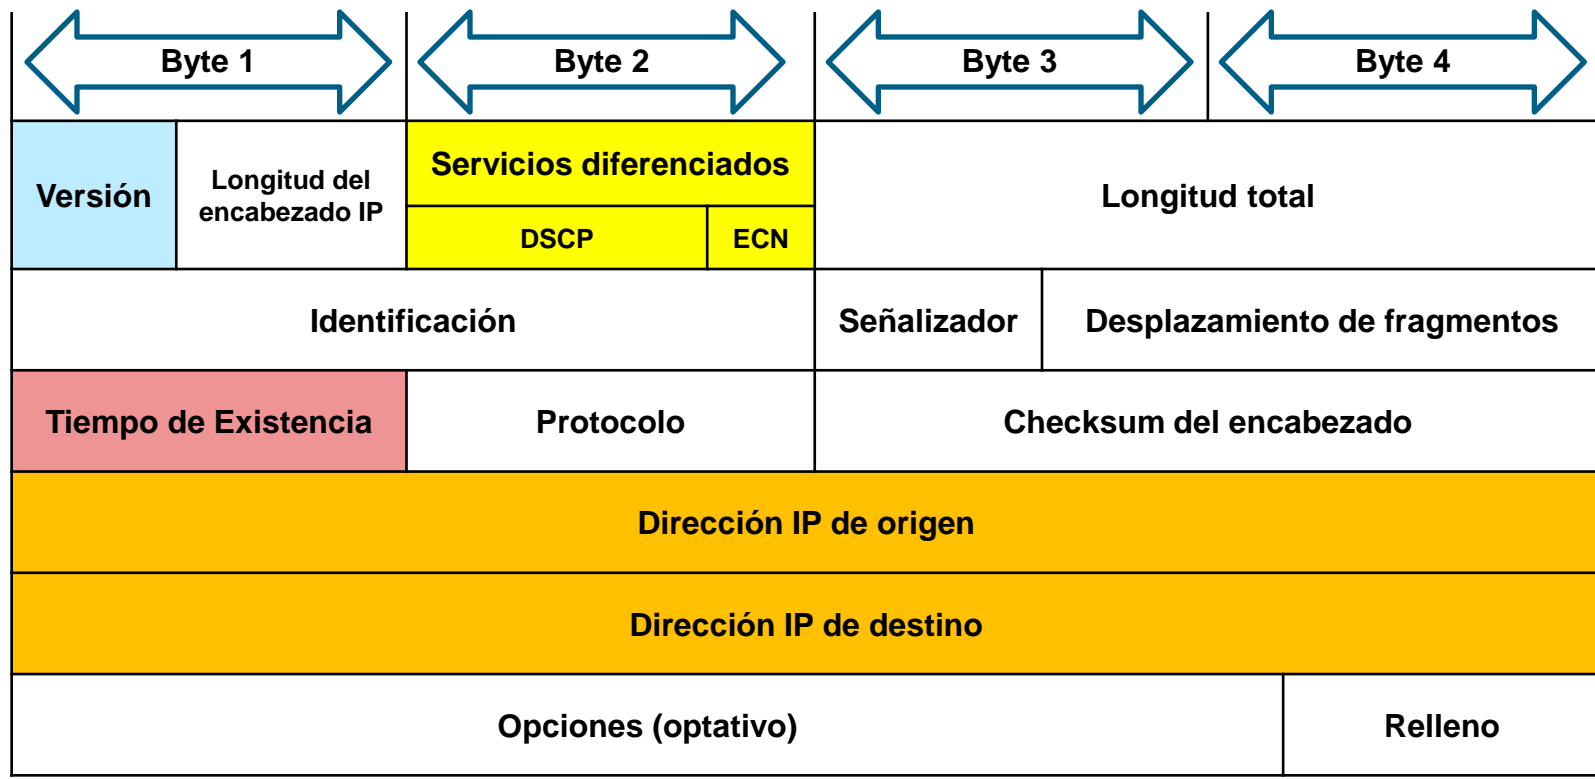 Byte 1
Byte 2
Byte 3
Byte 4
Versión
Longitud del
encabezado IP
Servicios diferenciados
DSCP
ECN
Longitud total
Identificación
Señalizador
Desplazamiento de fragmentos
Tiempo de Existencia
Protocolo
Checksum del encabezado
Dirección IP de origen
Dirección IP de destino
Opciones (optativo)
Relleno